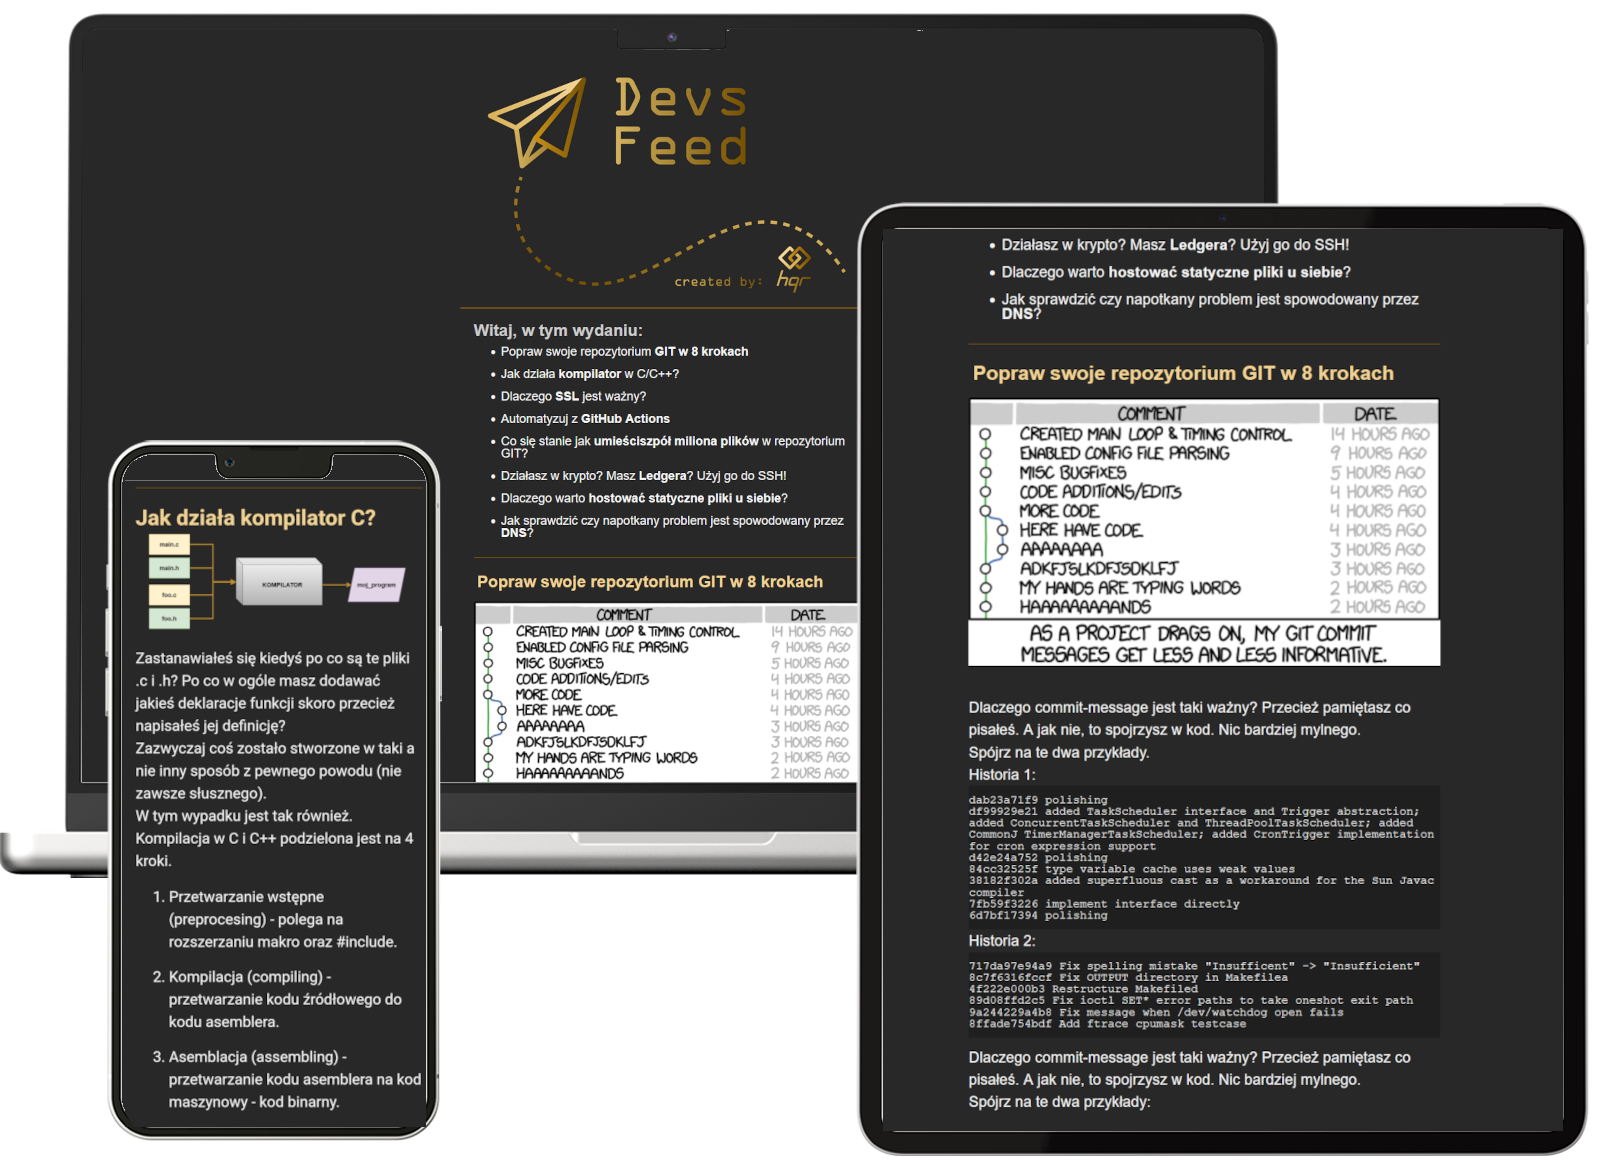 Devs
Feed
created by:
hqr
Witaj, w tym wydaniu:
• Popraw swoje repozytorium GIT w 8 krokach
• Jak działa kompilator w C/C++?
• Dlaczego SSL jest ważny?
• Automatyzuj z GitHub Actions
• Co się stanie jak umieściszpół miliona plików w repozytorium
GIT?
• Działasz w krypto? Masz Ledgera? Użyj go do SSH!
• Dlaczego warto hostować statyczne pliki u siebie?
• Jak sprawdzić czy napotkany problem jest spowodowany przez
DNS?
Popraw swoje repozytorium GIT w 8 krokach
COMMENT DATE
CREATED MAIN LOOP & TIMING CONTROL 14 HOURS AGO
ENABLED CONFIG FILE PARSING 9 HOURS AGO
MISC BUGFIXES 5 HOURS AGO
CODE ADDITIONS/EDITS 4 HOURS AGO
MORE CODE 4 HOURS AGO
HERE HAVE CODE 4 HOURS AGO
AAAAAAAA 3 HOURS AGO
ADKFJSLKDFJSDKLFJ 3 HOURS AGO
MY HANDS ARE TYPING WORDS 2 HOURS AGO
HAAAAAAAAANDS 2 HOURS AGO
Jak działa kompilator C?
main.c
main.h
foo.c
foo.h
KOMPILATOR
moj_program
Zastanawiałeś się kiedyś po co są te pliki
.c i .h? Po co w ogóle masz dodawać
jakieś deklaracje funkcji skoro przecież
napisałeś jej definicję?
Zazwyczaj coś zostało stworzone w taki a
nie inny sposób z pewnego powodu (nie
zawsze słusznego).
W tym wypadku jest tak również.
Kompilacja w C i C++ podzielona jest na 4
kroki.
1. Przetwarzanie wstępne
(preprocesing) - polega na
rozszerzaniu makro oraz #include.
2. Kompilacja (compiling) -
przetwarzanie kodu źródłowego do
kodu asemblera.
3. Asemblacja (assembling) -
przetwarzanie kodu asemblera na kod
maszynowy - kod binarny.
• Działasz w krypto? Masz Ledgera? Użyj go do SSH!
• Dlaczego warto hostować statyczne pliki u siebie?
• Jak sprawdzić czy napotkany problem jest spowodowany przez
DNS?
Popraw swoje repozytorium GIT w 8 krokach
COMMENT DATE
CREATED MAIN LOOP & TIMING CONTROL 14 HOURS AGO
ENABLED CONFIG FILE PARSING 9 HOURS AGO
MISC BUGFIXES 5 HOURS AGO
CODE ADDITIONS/EDITS 4 HOURS AGO
MORE CODE 4 HOURS AGO
HERE HAVE CODE 4 HOURS AGO
AAAAAAAA 3 HOURS AGO
ADKFJSLKDFJSDKLFJ 3 HOURS AGO
MY HANDS ARE TYPING WORDS 2 HOURS AGO
HAAAAAAAAANDS 2 HOURS AGO
AS A PROJECT DRAGS ON, MY GIT COMMIT
MESSAGES GET LESS AND LESS INFORMATIVE.
Dlaczego commit-message jest taki ważny? Przecież pamiętasz co
pisałeś. A jak nie, to spojrzysz w kod. Nic bardziej mylnego.
Spójrz na te dwa przykłady.
Historia 1:
dab23a71f9 polishing
df99929e21 added TaskScheduler interface and Trigger abstraction;
added ConcurrentTaskScheduler and ThreadPoolTaskScheduler; added
CommonJ TimerManagerTaskScheduler; added CronTrigger implementation
for cron expression support
d42e24a752 polishing
84cc32525f type variable cache uses weak values
38182f302a added superfluous cast as a workaround for the Sun Javac
compiler
7fb59f3226 implement interface directly
6d7bf17394 polishing
Historia 2:
717da97e94a9 Fix spelling mistake "Insufficent" -> "Insufficient"
8c7f6316fccf Fix OUTPUT directory in Makefilea
4f222e000b3 Restructure Makefiled
89d08ffd2c5 Fix ioctl SET* error paths to take oneshot exit path
9a244229a4b8 Fix message when /dev/watchdog open fails
8ffade754bdf Add ftrace cpumask testcase
Dlaczego commit-message jest taki ważny? Przecież pamiętasz co
pisałeś. A jak nie, to spojrzysz w kod. Nic bardziej mylnego.
Spójrz na te dwa przykłady: